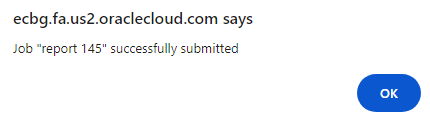 ecbg.fa.us2.oraclecloud.com says
Job "report 145" successfully submitted
OK